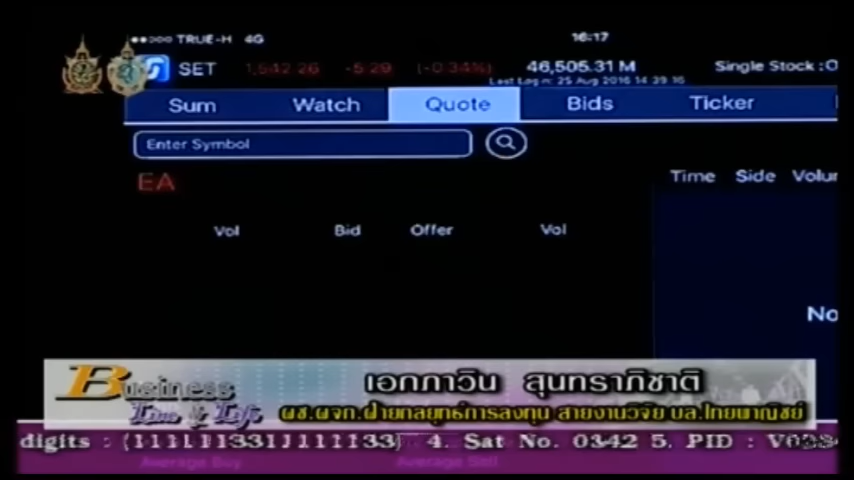 TRUE-H 4G 16:17
SET 1,542.26 -5.29 (-0.34%) 46,505.31 M Single Stock : O
Last Log n: 25 Aug 2016 14 39 16
Sum Watch Quote Bids Ticker
Enter Symbol
EA
Time Side Volu
Vol Bid Offer Vol
No
Business
Line & Life
เอกภาวิน สุนทราภิชาติ
ผช.ผจก.ฝ่ายกลยุทธ์การลงทุน สายงานวิจัย บล.ไทยพาณิชย์
digits : (1111113311111133) 4. Sat No. 0342 5. PID :
Average Buy Average Sell